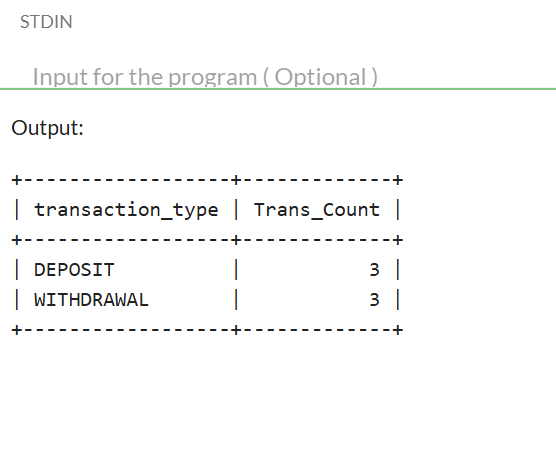 STDIN
Input for the program ( Optional )
Output:
+------------------+-------------+
| transaction_type | Trans_Count |
+------------------+-------------+
| DEPOSIT          |           3 |
| WITHDRAWAL       |           3 |
+------------------+-------------+